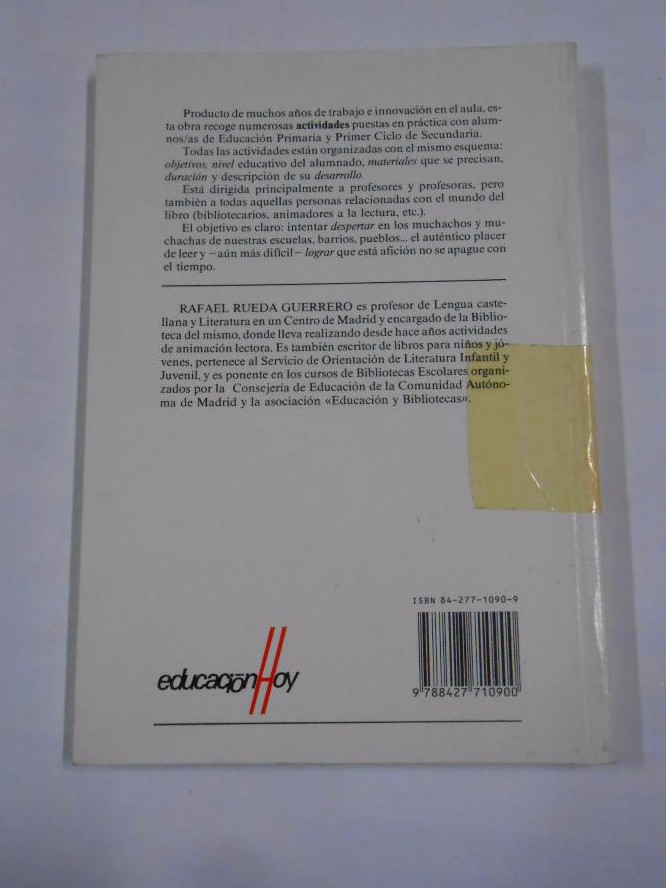 Producto de muchos años de trabajo e innovación en el aula, es-
ta obra recoge numerosas actividades puestas en práctica con alum-
nos/as de Educación Primaria y Primer Ciclo de Secundaria.
Todas las actividades están organizadas con el mismo esquema:
objetivos, nivel educativo del alumnado, materiales que se precisan,
duración y descripción de su desarrollo.
Está dirigida principalmente a profesores y profesoras, pero
también a todas aquellas personas relacionadas con el mundo del
libro (bibliotecarios, animadores a la lectura, etc.).
El objetivo es claro: intentar despertar en los muchachos y mu-
chachas de nuestras escuelas, barrios, pueblos... el auténtico placer
de leer y —aún más difícil— lograr que está afición no se apague con
el tiempo.
RAFAEL RUEDA GUERRERO es profesor de Lengua caste-
llana y Literatura en un Centro de Madrid y encargado de la Biblio-
teca del mismo, donde lleva realizando desde hace años actividades
de animación lectora. Es también escritor de libros para niños y jó-
venes, pertenece al Servicio de Orientación de Literatura Infantil y
Juvenil, y es ponente en los cursos de Bibliotecas Escolares organi-
zados por la Consejería de Educación de la Comunidad Autóno-
ma de Madrid y la asociación «Educación y Bibliotecas».
ISBN 84-277-1090-9
educación Hoy
9 788427 710900